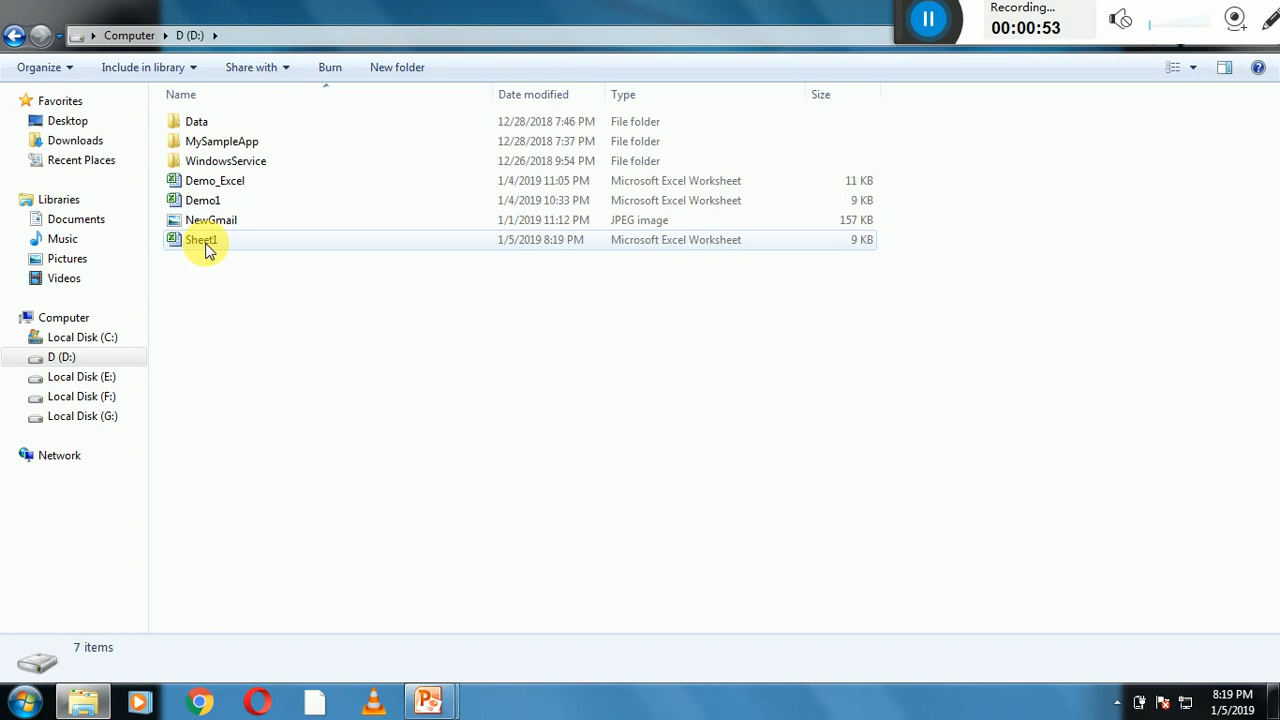 Recording...
00:00:53
Computer D (D:)
Organize Include in library Share with Burn New folder
Name Date modified Type Size
Favorites
Desktop
Downloads
Recent Places
Libraries
Documents
Music
Pictures
Videos
Computer
Local Disk (C:)
D (D:)
Local Disk (E:)
Local Disk (F:)
Local Disk (G:)
Network
Data 12/28/2018 7:46 PM File folder
MySampleApp 12/28/2018 7:37 PM File folder
WindowsService 12/26/2018 9:54 PM File folder
Demo_Excel 1/4/2019 11:05 PM Microsoft Excel Worksheet 11 KB
Demo1 1/4/2019 10:33 PM Microsoft Excel Worksheet 9 KB
NewGmail 1/1/2019 11:12 PM JPEG image 157 KB
Sheet1 1/5/2019 8:19 PM Microsoft Excel Worksheet 9 KB
7 items
8:19 PM
1/5/2019